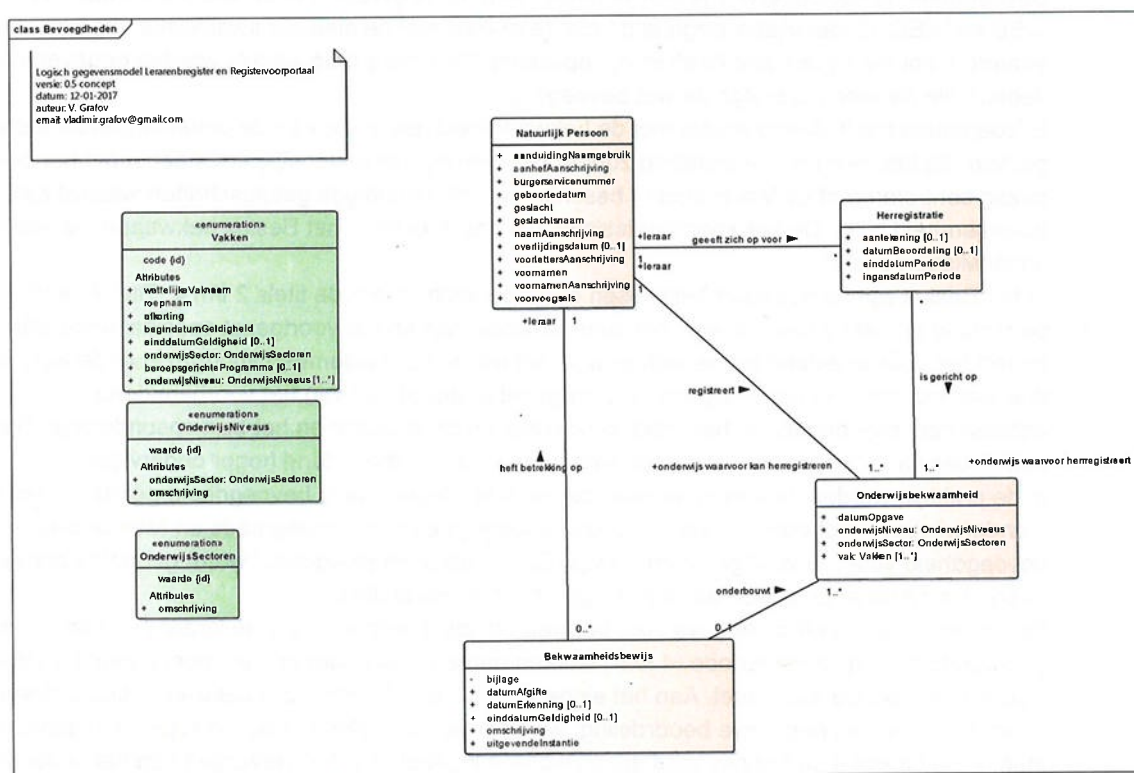 class Bevoegdheden
Logisch gegevensmodel Lerarenbregister en Registervoorportaal
versie: 0.5 concept
datum: 12-01-2017
auteur: V. Grafov
email: vladimir.grafov@gmail.com
Natuurlijk Persoon
+ aanduidingNaamgebruik
+ aanhefAanschrijving
+ burgerservicenummer
+ geboortedatum
+ geslacht
+ geslachtsnaam
+ naamAanschrijving
+ overlijdingsdatum [0..1]
+ voorlettersAanschrijving
+ voornamen
+ voornamenAanschrijving
+ voorvoegsels
Herregistratie
+ aantekening [0..1]
+ datumBeoordeling [0..1]
+ einddatumPeriode
+ ingansdatumPeriode
+leraar
geeft zich op voor
1
*
+leraar
1
+leraar
1
*
«enumeration»
Vakken
code {id}
Attributes
+ wettelijkeVaknaam
+ roepnaam
+ afkorting
+ begindatumGeldigheid
+ einddatumGeldigheid [0..1]
+ onderwijsSector: OnderwijsSectoren
+ beroepsgerichteProgramma [0..1]
+ onderwijsNiveau: OnderwijsNiveaus [1..*]
is gericht op
registreert
«enumeration»
OnderwijsNiveaus
waarde {id}
Attributes
+ onderwijsSector: OnderwijsSectoren
+ omschrijving
heft betrekking op
+onderwijs waarvoor kan herregistreren
1..*
1..*
+onderwijs waarvoor herregistreert
Onderwijsbekwaamheid
+ datumOpgave
+ onderwijsNiveau: OnderwijsNiveaus
+ onderwijsSector: OnderwijsSectoren
+ vak: Vakken [1..*]
«enumeration»
OnderwijsSectoren
waarde {id}
Attributes
+ omschrijving
onderbouwt
1..*
0..*
0..1
Bekwaamheidsbewijs
- bijlage
+ datumAfgifte
+ datumErkenning [0..1]
+ einddatumGeldigheid [0..1]
+ omschrijving
+ uitgevendeInstantie